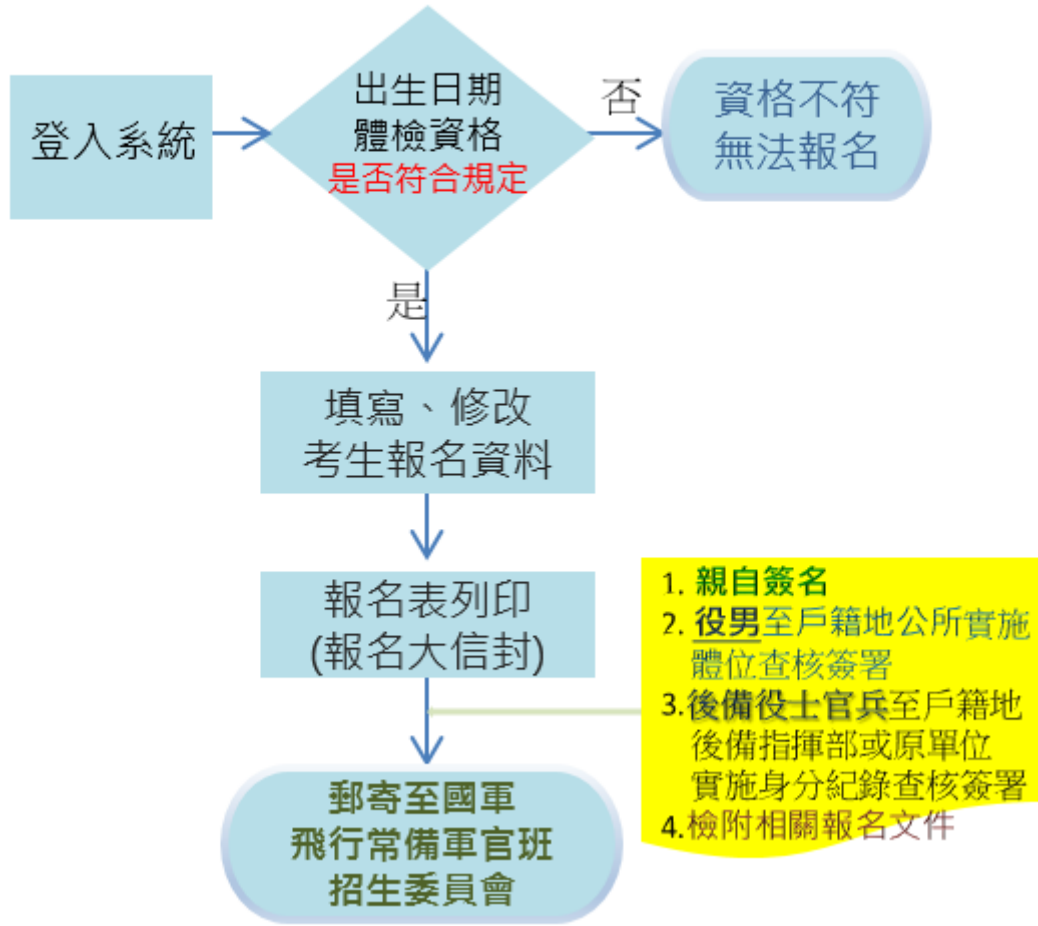 登入系統
出生日期
體檢資格
是否符合規定
否
資格不符
無法報名
是
填寫、修改
考生報名資料
報名表列印
(報名大信封)
1. 親自簽名
2. 役男至戶籍地公所實施
體位查核簽署
3.後備役士官兵至戶籍地
後備指揮部或原單位
實施身分紀錄查核簽署
4.檢附相關報名文件
郵寄至國軍
飛行常備軍官班
招生委員會